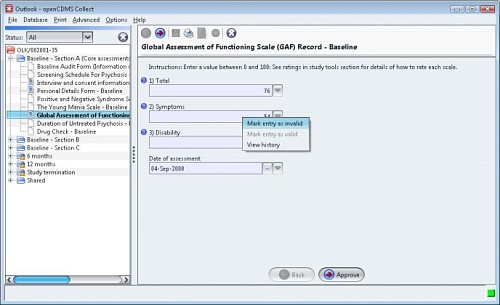 Outlook - openCDMS Collect
File Database Print Advanced Options Help
Status: All
OLK/002001-35
Baseline - Section A (Core assessments
Baseline Audit Form (Information c
Screening Schedule For Psychosis -
Interview and consent informatio
Personal Details Form - Baseline
Positive and Negative Syndrome Sc
The Young Mania Scale - Baseline
Global Assessment of Functioning
Duration of Untreated Psychosis -
Drug Check - Baseline
Baseline - Section B
Baseline - Section C
6 months
12 months
Study termination
Shared
Global Assessment of Functioning Scale (GAF) Record - Baseline
Instructions: Enter a value between 0 and 100: See ratings in study tools section for details of how to rate each scale.
1) Total
76
2) Symptoms
54
Mark entry as invalid
Mark entry as valid
View history
3) Disability
Date of assessment
04-Sep-2008
...
Back
Approve